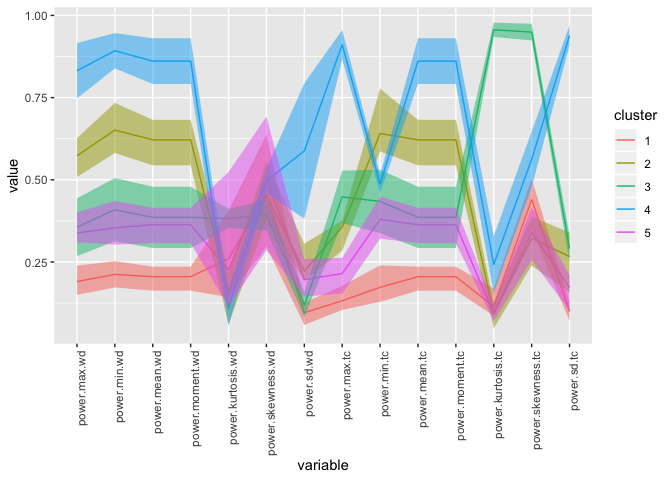 1.00
0.75
0.50
0.25
value
power.max.wd
power.min.wd
power.mean.wd
power.moment.wd
power.kurtosis.wd
power.skewness.wd
power.sd.wd
power.max.tc
power.min.tc
power.mean.tc
power.moment.tc
power.kurtosis.tc
power.skewness.tc
power.sd.tc
variable
cluster
1
2
3
4
5